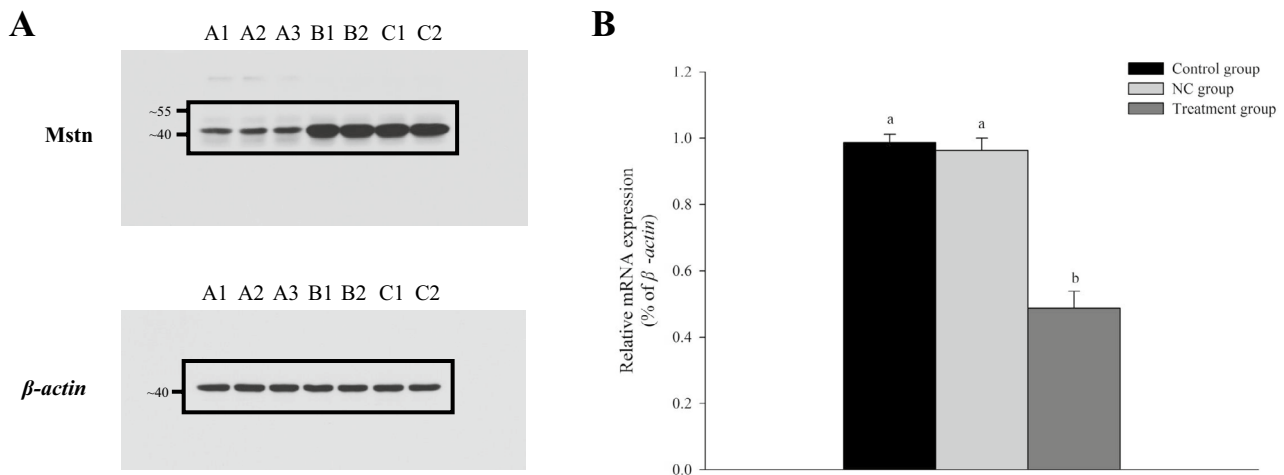 A
A1 A2 A3 B1 B2 C1 C2
~55
~40
Mstn
A1 A2 A3 B1 B2 C1 C2
~40
β-actin
B
Control group
NC group
Treatment group
1.2
1.0
0.8
0.6
0.4
0.2
0.0
a
a
b
Relative mRNA expression
(% of β -actin)